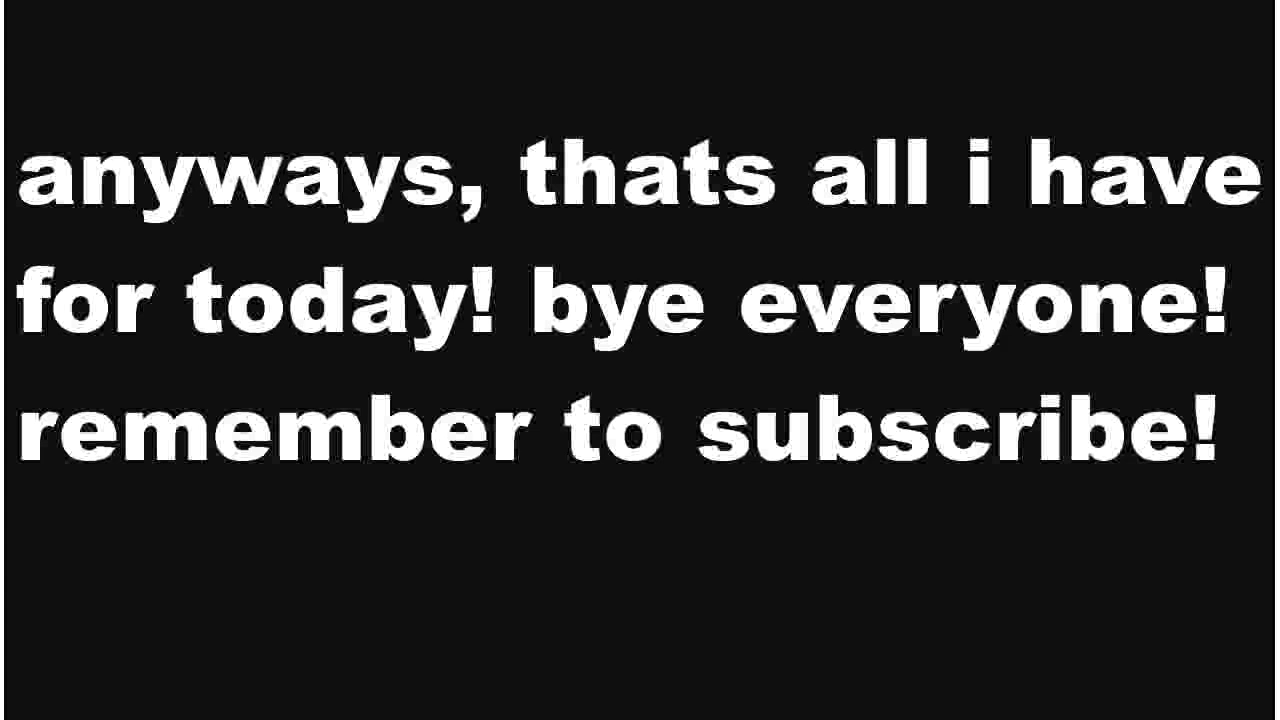 anyways, thats all i have
for today! bye everyone!
remember to subscribe!